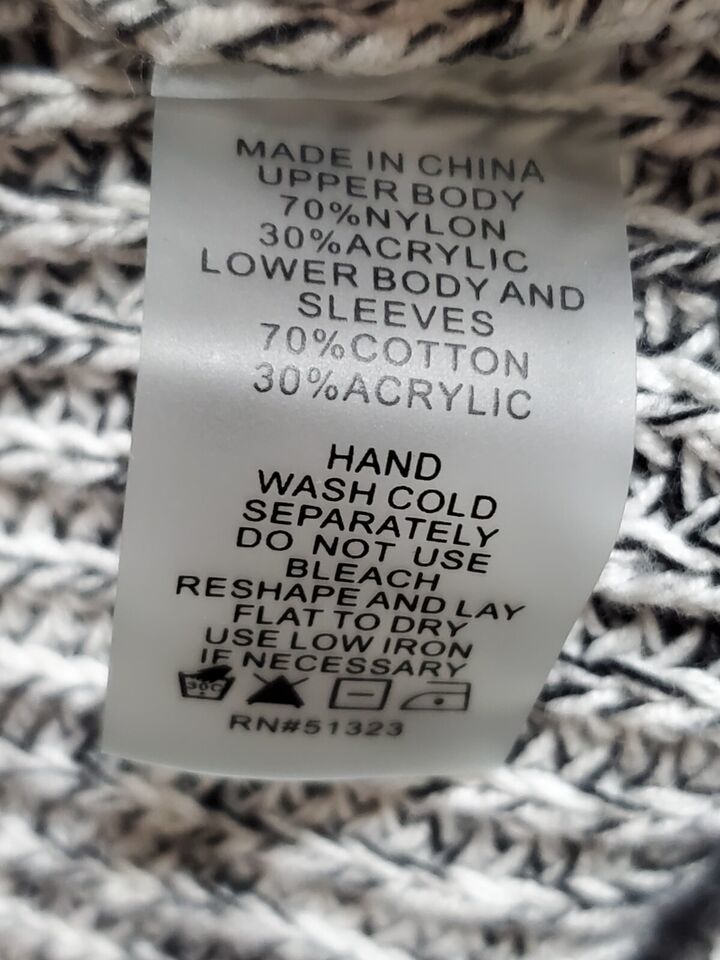 MADE IN CHINA
UPPER BODY
70%NYLON
30%ACRYLIC
LOWER BODY AND
SLEEVES
70%COTTON
30%ACRYLIC
HAND
WASH COLD
SEPARATELY
DO NOT USE
BLEACH
RESHAPE AND LAY
FLAT TO DRY
USE LOW IRON
IF NECESSARY
30C
RN#51323